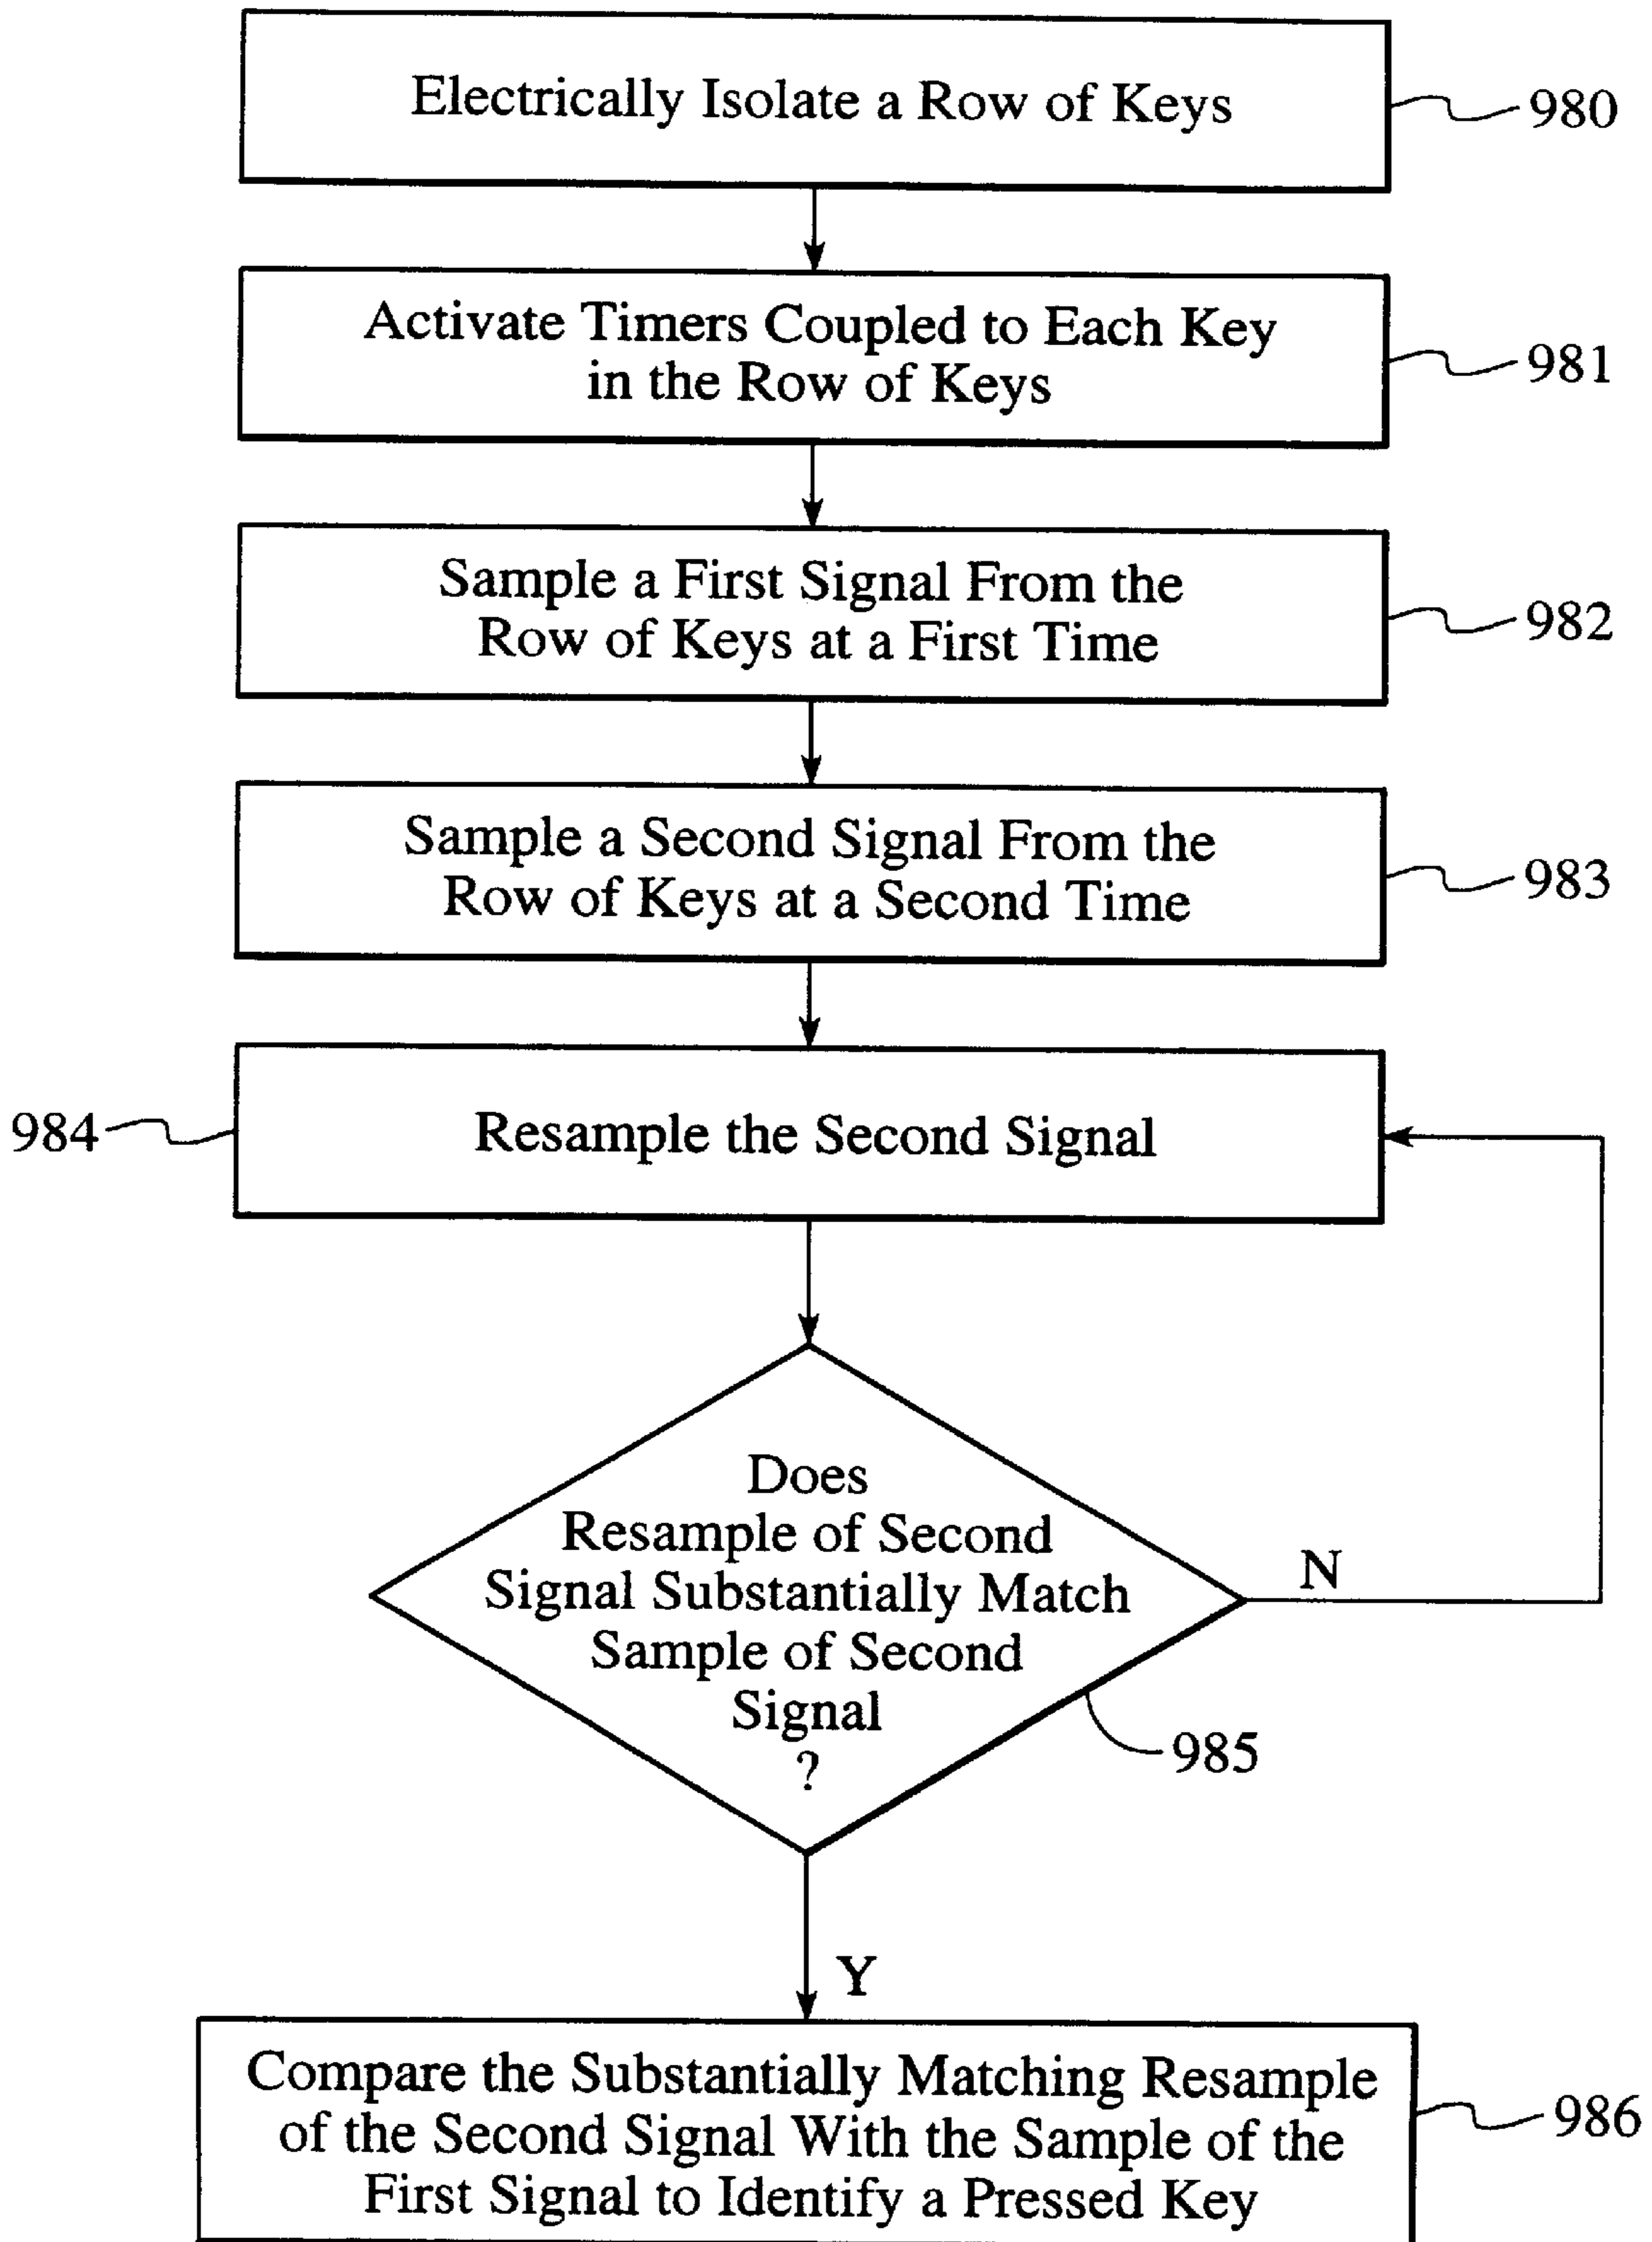 Electrically Isolate a Row of Keys
980
Activate Timers Coupled to Each Key
in the Row of Keys
981
Sample a First Signal From the
Row of Keys at a First Time
982
Sample a Second Signal From the
Row of Keys at a Second Time
983
984
Resample the Second Signal
Does
Resample of Second
Signal Substantially Match
Sample of Second
Signal
?
N
985
Y
Compare the Substantially Matching Resample
of the Second Signal With the Sample of the
First Signal to Identify a Pressed Key
986